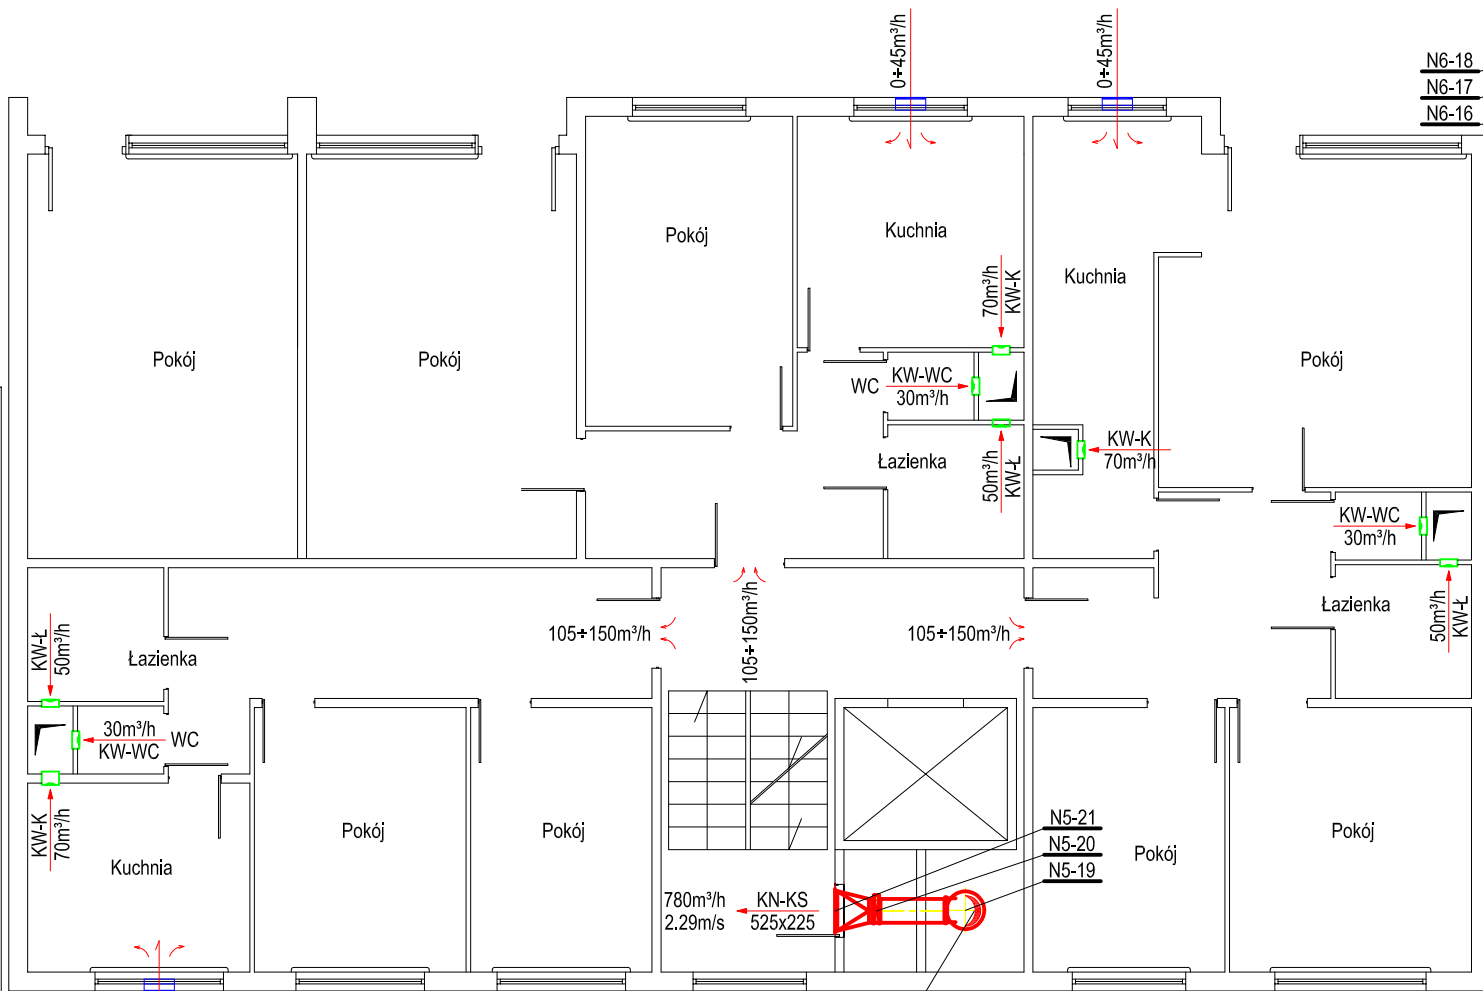 0÷45m³/h
0÷45m³/h
N6-18
N6-17
N6-16
Pokój
Kuchnia
Kuchnia
70m³/h
KW-K
Pokój
Pokój
Pokój
WC
KW-WC
30m³/h
KW-K
70m³/h
Łazienka
50m³/h
KW-Ł
KW-WC
30m³/h
105÷150m³/h
105÷150m³/h
105÷150m³/h
Łazienka
50m³/h
KW-Ł
KW-Ł
50m³/h
Łazienka
30m³/h
KW-WC
WC
KW-K
70m³/h
Kuchnia
Pokój
Pokój
N5-21
N5-20
N5-19
Pokój
Pokój
780m³/h
2.29m/s
KN-KS
525x225